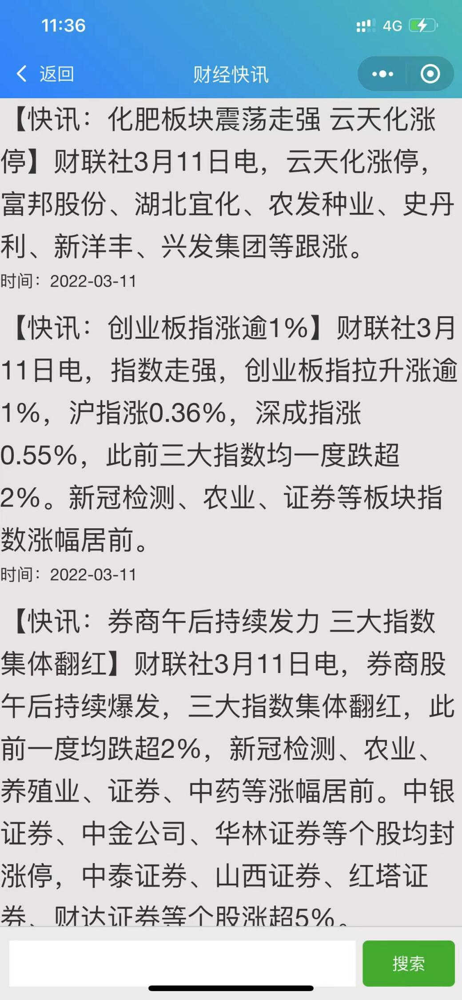 11:36
4G
返回
财经快讯
【快讯：化肥板块震荡走强 云天化涨
停】财联社3月11日电，云天化涨停，
富邦股份、湖北宜化、农发种业、史丹
利、新洋丰、兴发集团等跟涨。
时间：2022-03-11
【快讯：创业板指涨逾1%】财联社3月
11日电，指数走强，创业板指拉升涨逾
1%，沪指涨0.36%，深成指涨
0.55%，此前三大指数均一度跌超
2%。新冠检测、农业、证券等板块指
数涨幅居前。
时间：2022-03-11
【快讯：券商午后持续发力 三大指数
集体翻红】财联社3月11日电，券商股
午后持续爆发，三大指数集体翻红，此
前一度均跌超2%，新冠检测、农业、
养殖业、证券、中药等涨幅居前。中银
证券、中金公司、华林证券等个股均封
涨停，中泰证券、山西证券、红塔证
券、财达证券等个股涨超5%。
搜索